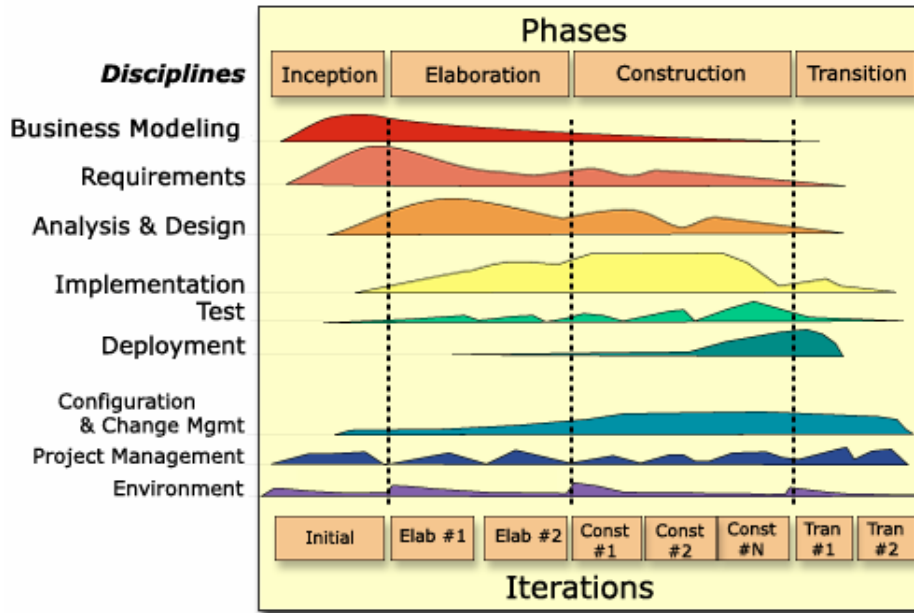 Phases
Disciplines
Inception
Elaboration
Construction
Transition
Business Modeling
Requirements
Analysis & Design
Implementation
Test
Deployment
Configuration
& Change Mgmt
Project Management
Environment
Initial
Elab #1
Elab #2
Const
#1
Const
#2
Const
#N
Tran
#1
Tran
#2
Iterations